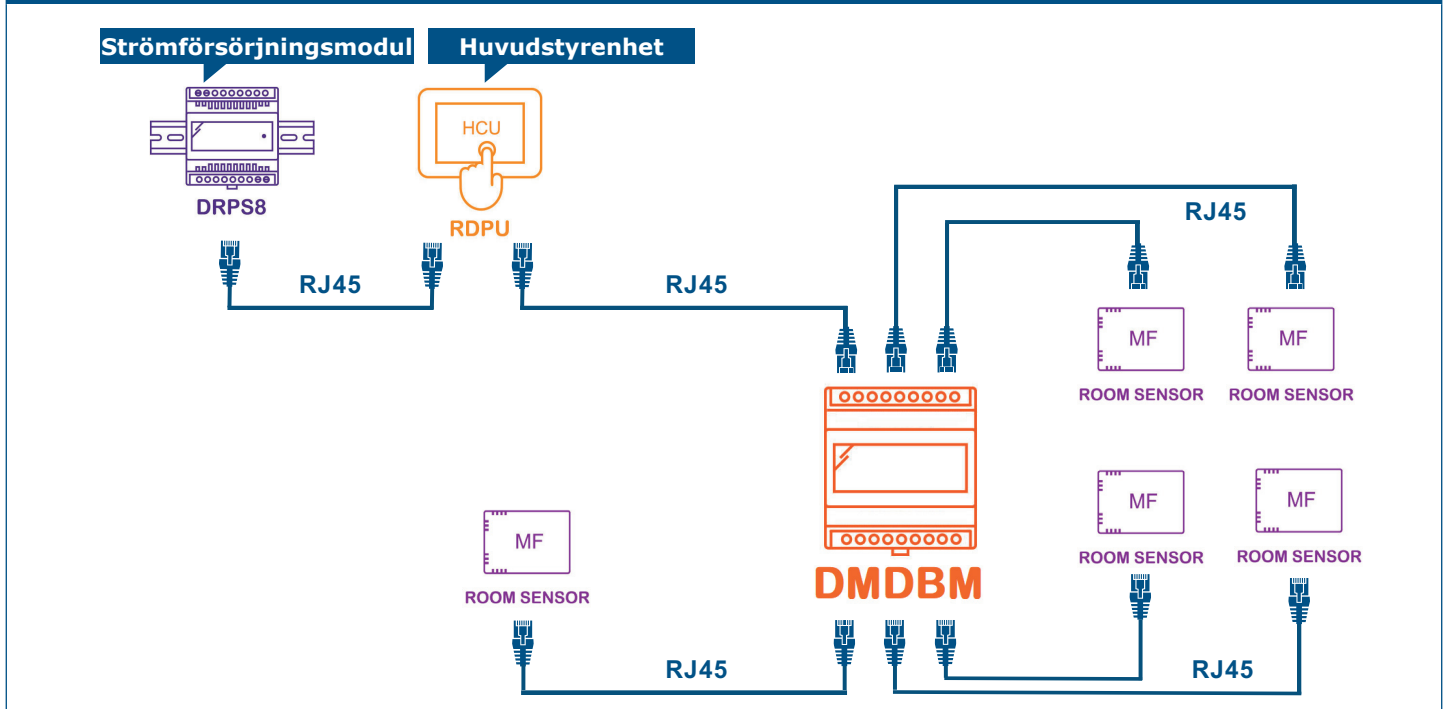 Strömförsörjningsmodul
Huvudstyrenhet
HCU
DRPS8
RDPU
RJ45
RJ45
RJ45
MF
MF
ROOM SENSOR
ROOM SENSOR
MF
MF
ROOM SENSOR
ROOM SENSOR
MF
ROOM SENSOR
DMDBM
RJ45
RJ45